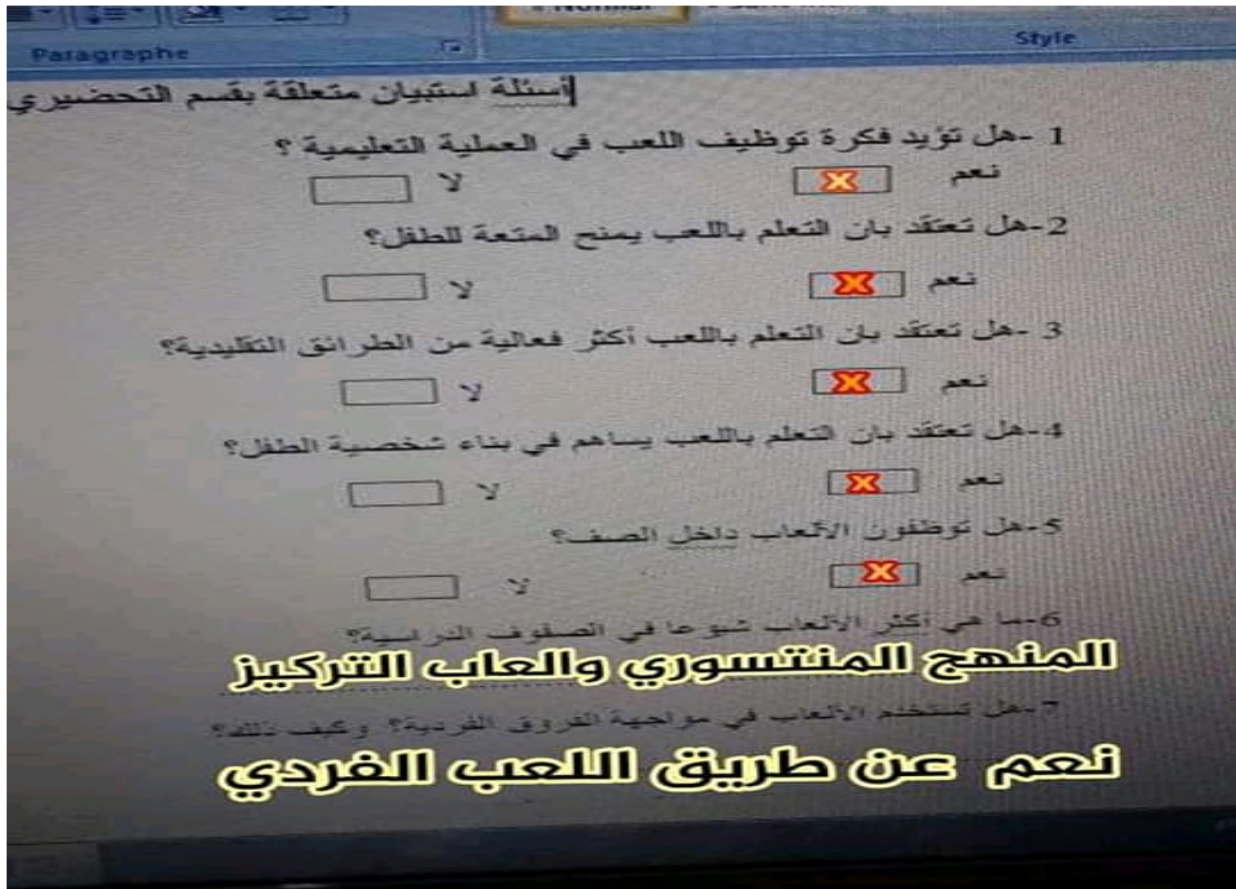 Paragraphe
Style
أسئلة استبيان متعلقة بقسم التحضيري
1 -هل تؤيد فكرة توظيف اللعب في العملية التعليمية ؟
نعم X لا
2-هل تعتقد بان التعلم باللعب يمنح المتعة للطفل؟
نعم X لا
3 -هل تعتقد بان التعلم باللعب أكثر فعالية من الطرائق التقليدية؟
نعم X لا
4-هل تعتقد بان التعلم باللعب يساهم في بناء شخصية الطفل؟
نعم X لا
5-هل توظفون الألعاب داخل الصف؟
نعم X لا
6-ما هي أكثر الألعاب شيوعا في الصفوف الدراسية؟
المنهج المنتسوري والعاب التركيز
7-هل تستخدم الألعاب في مواجهة الفروق الفردية؟ وكيف ذلك؟
نعم عن طريق اللعب الفردي